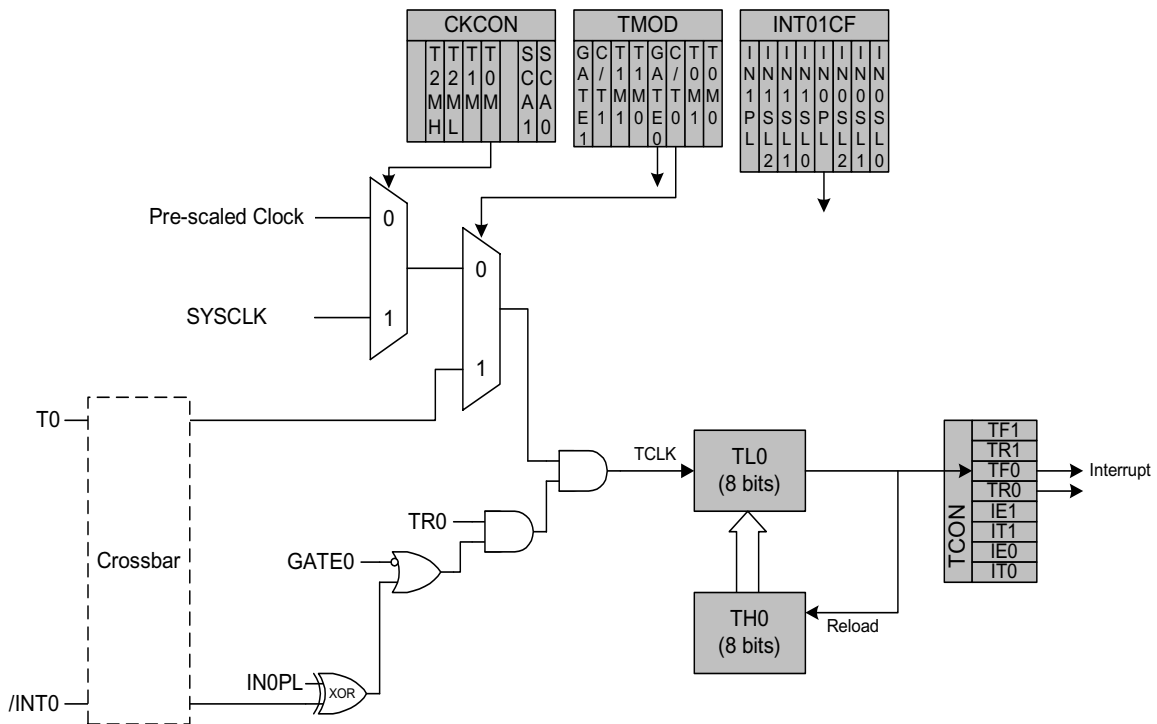 CKCON
T2MH
T2ML
T1M
T0M
SCA1
SCA0
TMOD
GATE1
C/T1
T1M1
T1M0
GATE0
C/T0
T0M1
T0M0
INT01CF
IN1PL
IN1SL2
IN1SL1
IN1SL0
IN0PL
IN0SL2
IN0SL1
IN0SL0
Pre-scaled Clock
0
SYSCLK
1
0
1
T0
Crossbar
/INT0
TR0
GATE0
IN0PL
XOR
TCLK
TL0
(8 bits)
TH0
(8 bits)
Reload
TCON
TF1
TR1
TF0
TR0
IE1
IT1
IE0
IT0
Interrupt